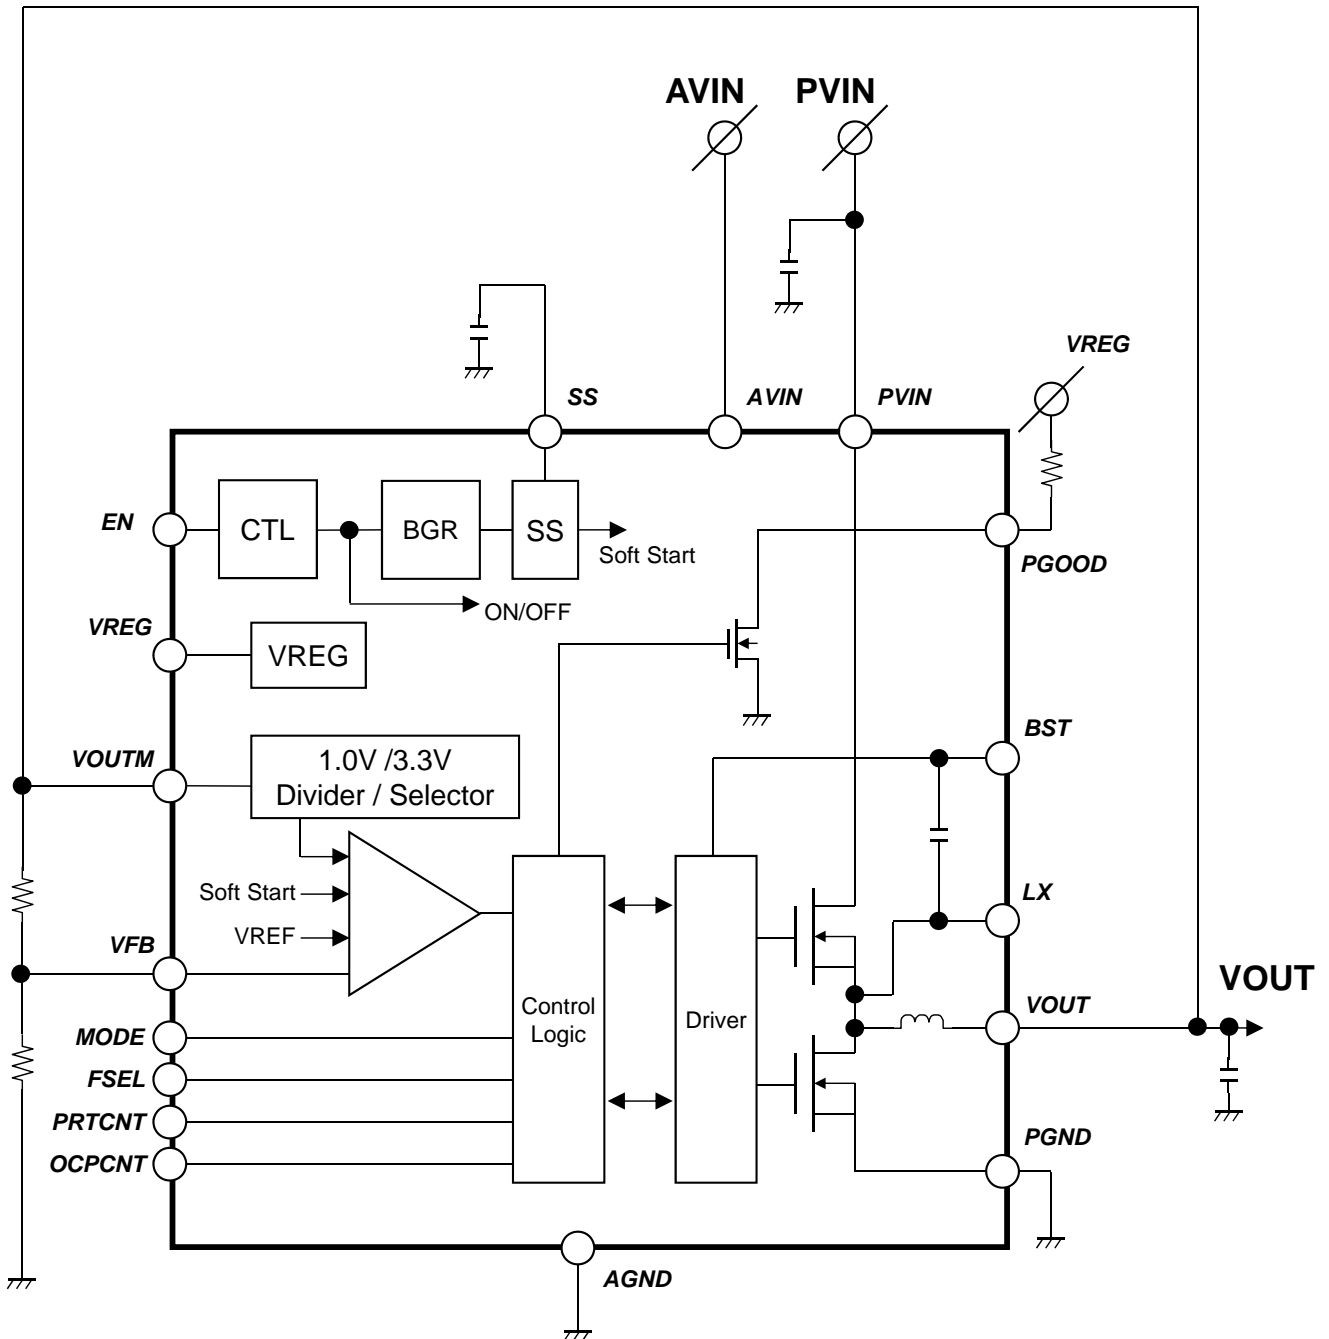 AVIN PVIN
VREG
SS AVIN PVIN
EN CTL BGR SS
Soft Start
PGOOD
ON/OFF
VREG VREG
BST
VOUTM 1.0V /3.3V
Divider / Selector
Soft Start
LX
VREF
VFB
VOUT
VOUT
Control
Logic
Driver
MODE
FSEL
PRTCNT
OCPCNT
PGND
AGND